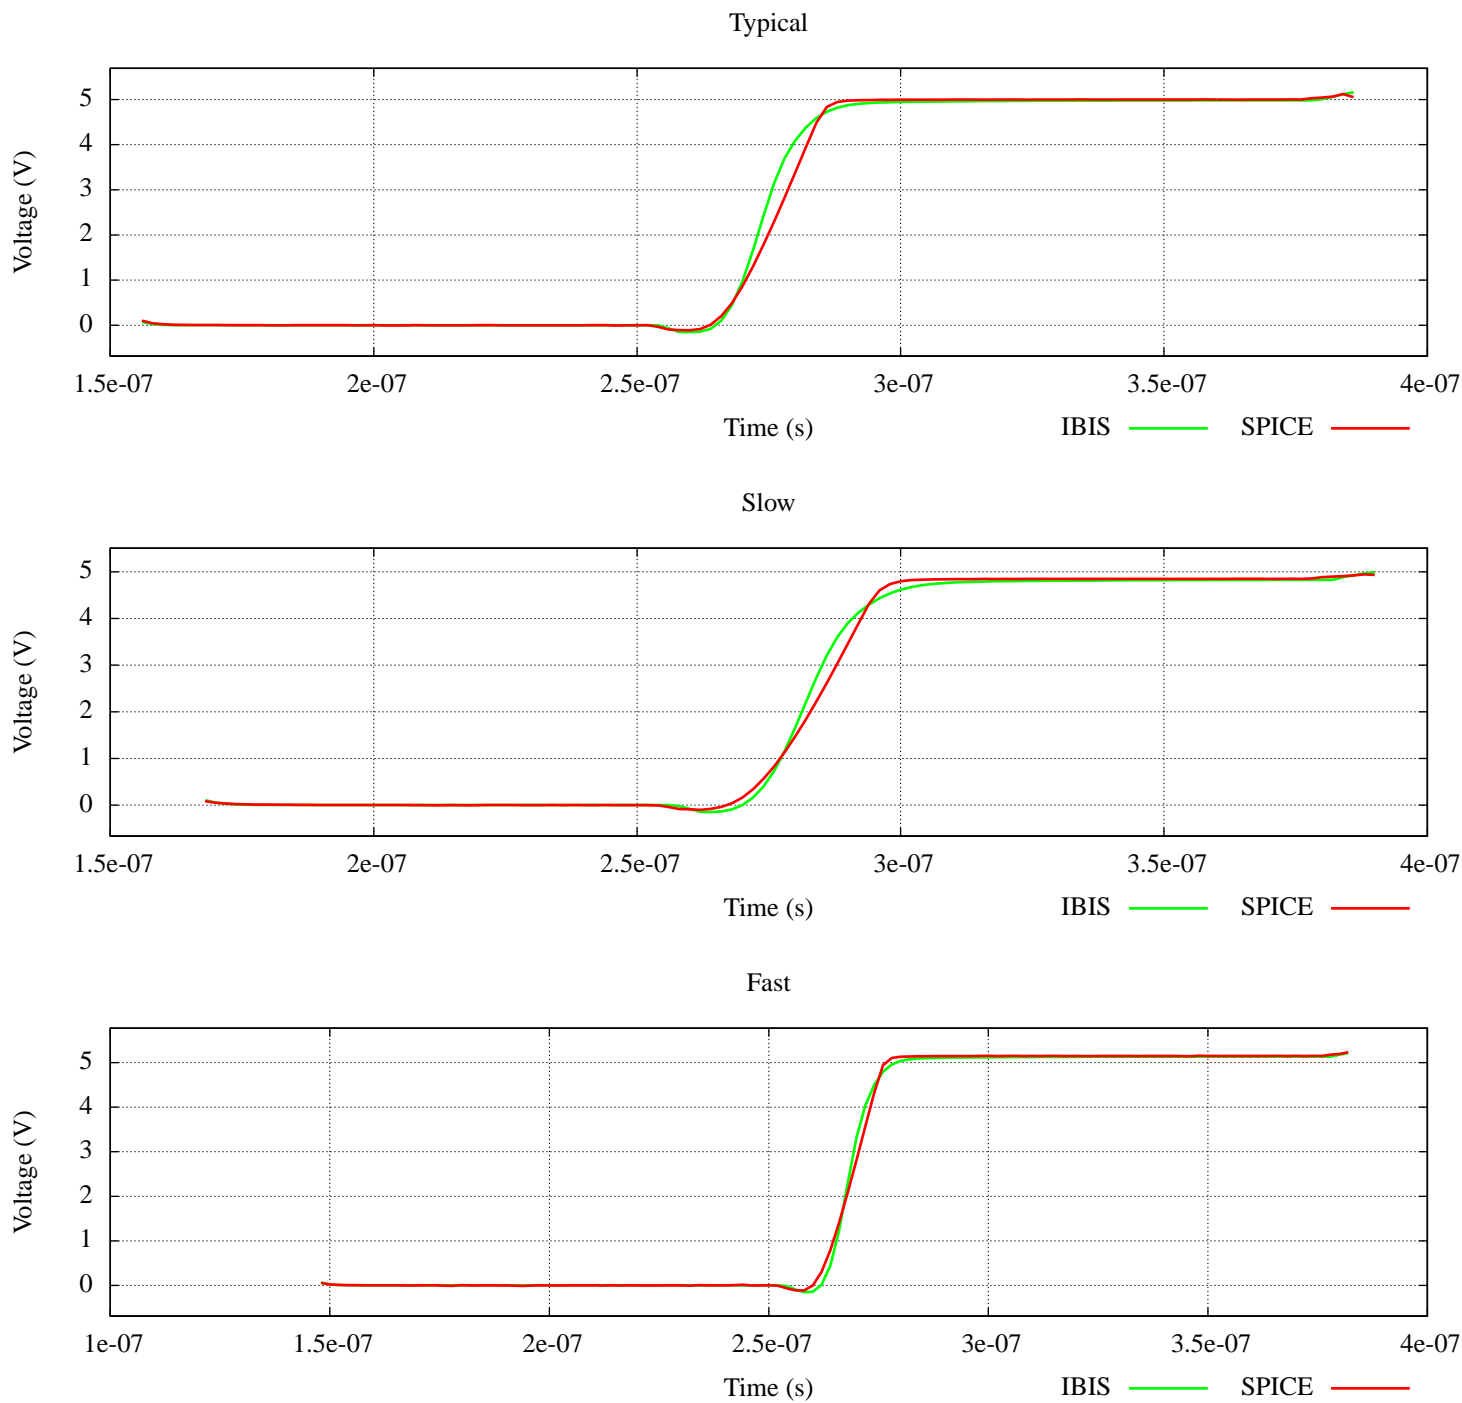 Typical
Voltage (V)
5
4
3
2
1
0
1.5e-07 2e-07 2.5e-07 3e-07 3.5e-07 4e-07
Time (s)
IBIS SPICE
Slow
Voltage (V)
5
4
3
2
1
0
1.5e-07 2e-07 2.5e-07 3e-07 3.5e-07 4e-07
Time (s)
IBIS SPICE
Fast
Voltage (V)
5
4
3
2
1
0
1e-07 1.5e-07 2e-07 2.5e-07 3e-07 3.5e-07 4e-07
Time (s)
IBIS SPICE